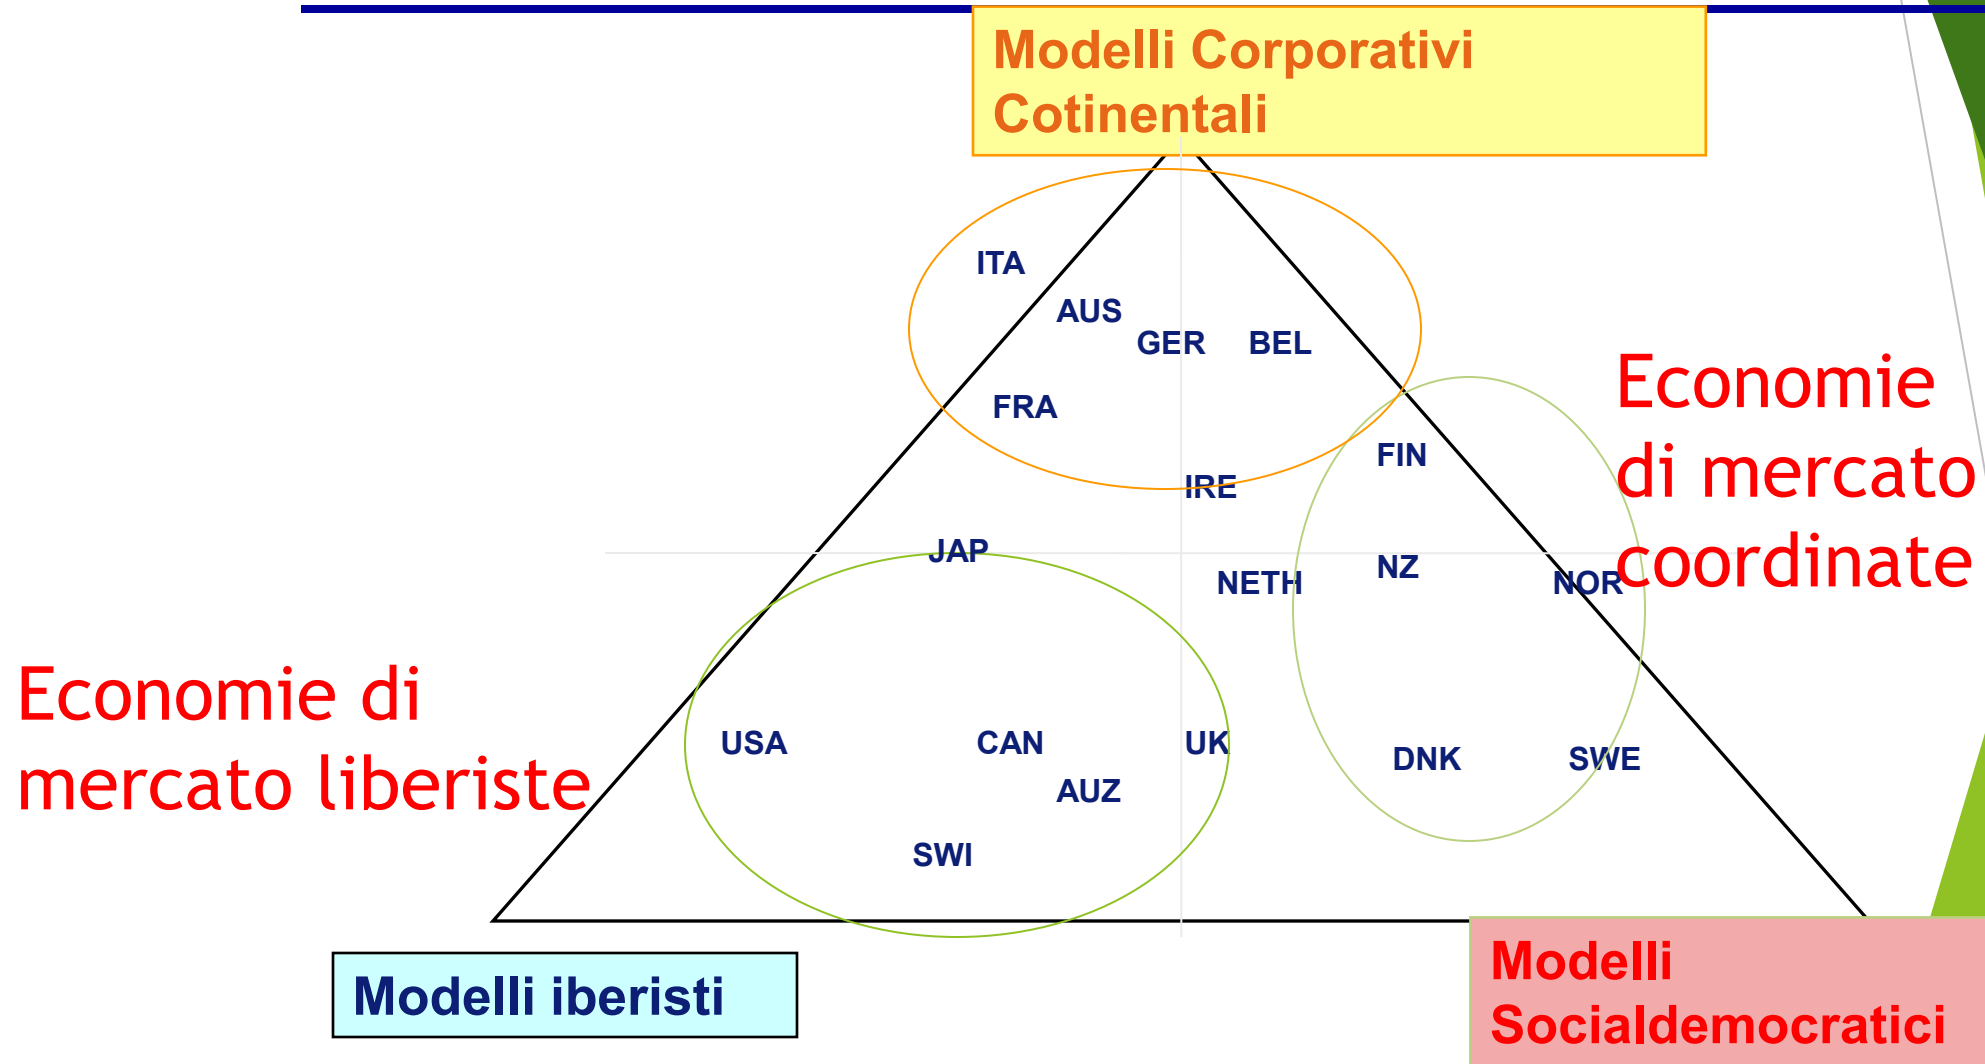 Modelli Corporativi
Cotinentali
ITA
AUS
GER
BEL
FRA
FIN
IRE
Economie
di mercato
coordinate
JAP
NETH
NZ
NOR
Economie di
mercato liberiste
USA
CAN
UK
DNK
SWE
AUZ
SWI
Modelli iberisti
Modelli
Socialdemocratici